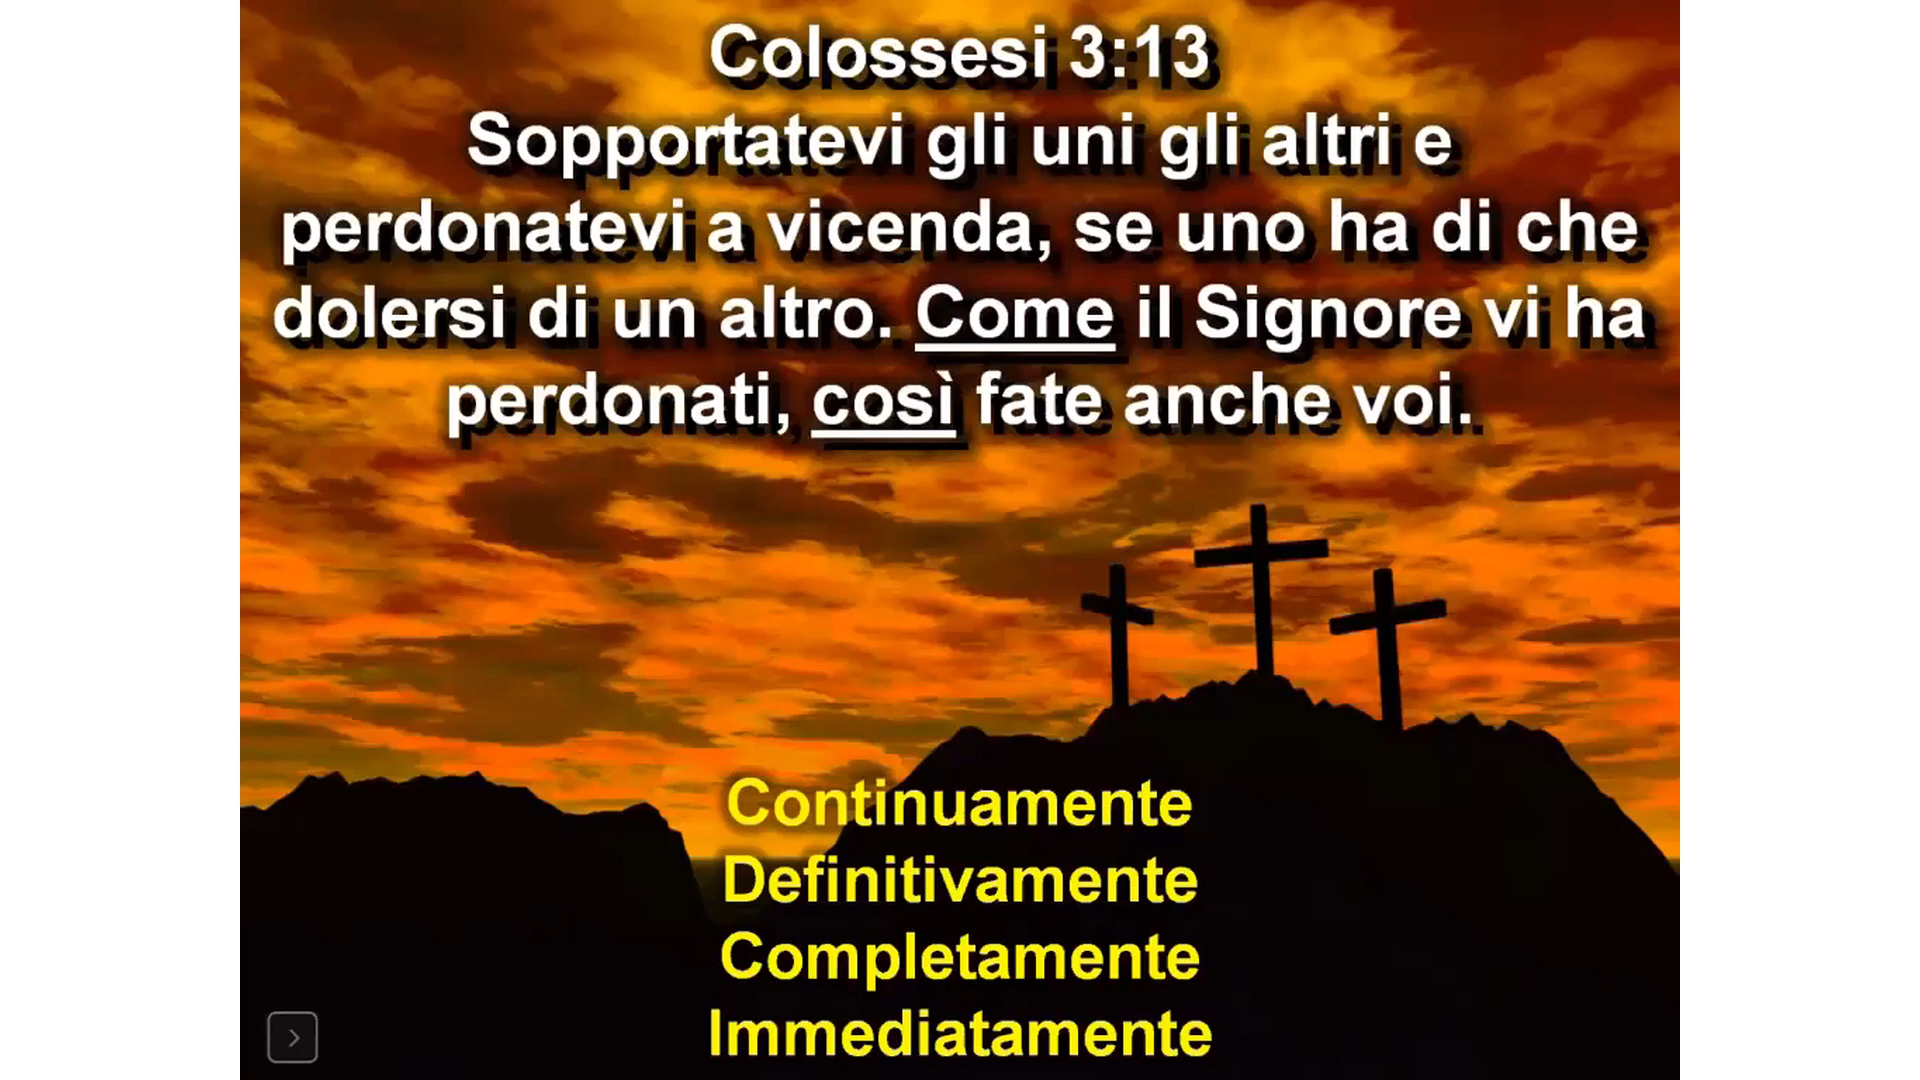 Colossesi 3:13
Sopportatevi gli uni gli altri e
perdonatevi a vicenda, se uno ha di che
dolersi di un altro. Come il Signore vi ha
perdonati, così fate anche voi.
Continuamente
Definitivamente
Completamente
Immediatamente